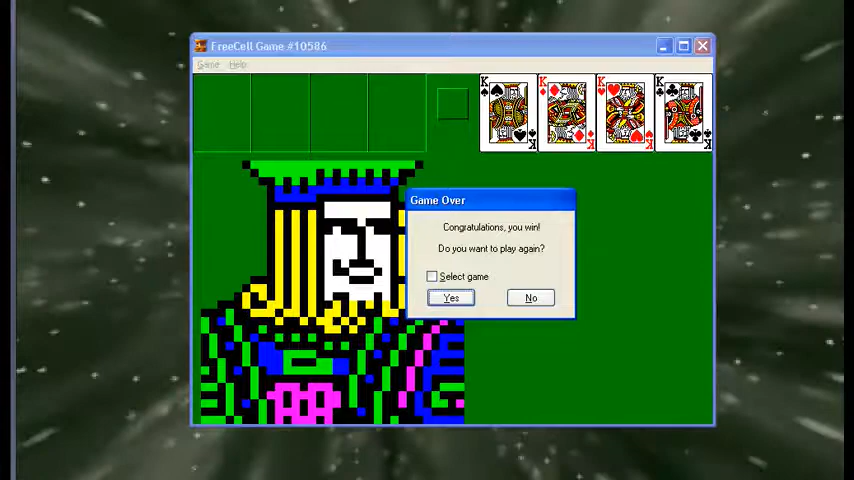 FreeCell Game #10586
Game Help
K K K K
Game Over
Congratulations, you win!
Do you want to play again?
Select game
Yes No
K K K K